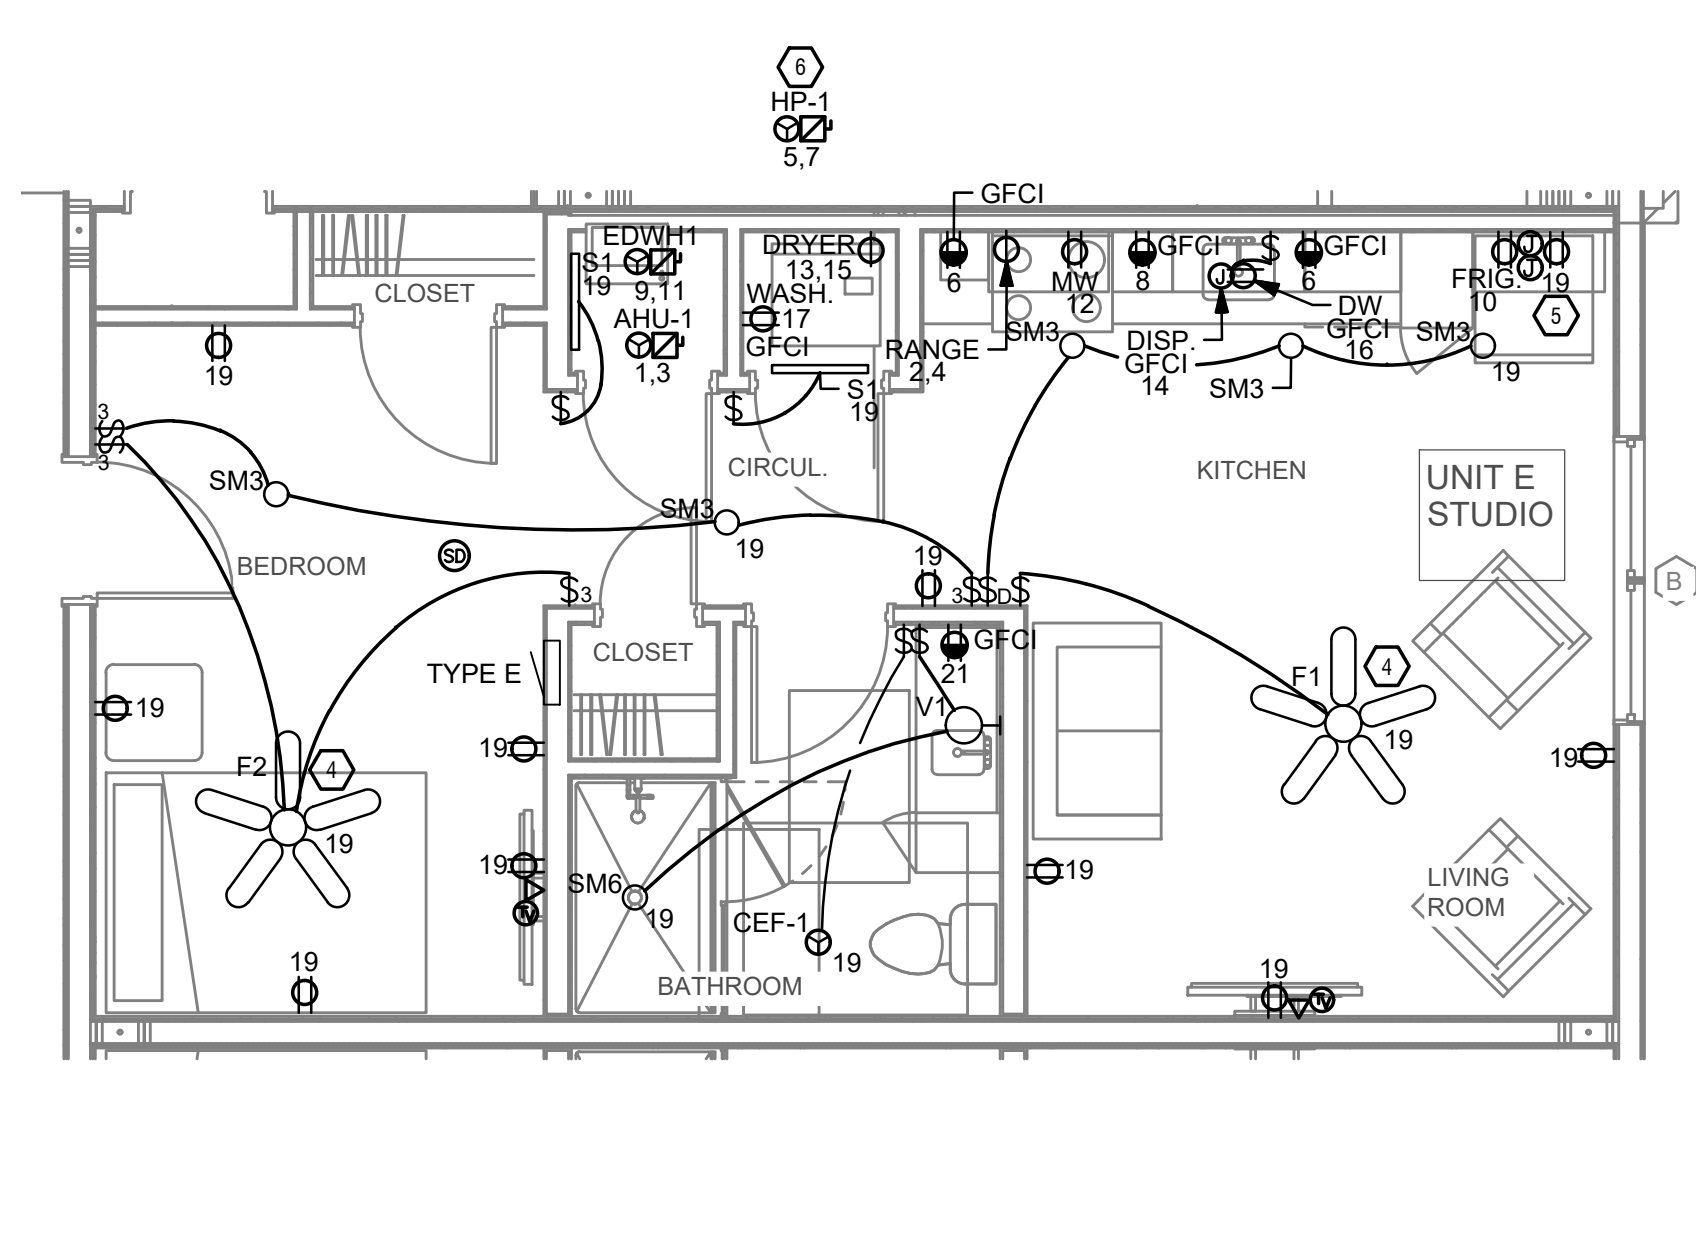 6
HP-1
5,7
GFCI
EDWH1
S1
19
9,11
AHU-1
1,3
DRYER
13,15
WASH.
17
GFCI
S1
19
CLOSET
19
6
MW
12
RANGE
2,4
GFCI
8
GFCI
6
J
J
J
FRIG.
10
19
5
DW
GFCI
16
DISP.
GFCI
14
SM3
SM3
SM3
19
$
$
$
3
3
SM3
CIRCUL.
KITCHEN
UNIT E
STUDIO
SM3
19
BEDROOM
SD
$3
19
3$$D$
B
CLOSET
$$
GFCI
21
TYPE E
V1
F1
4
19
19
19
19
F2
4
19
19
19
TV
SM6
19
CEF-1
19
BATHROOM
LIVING
ROOM
19
19
TV